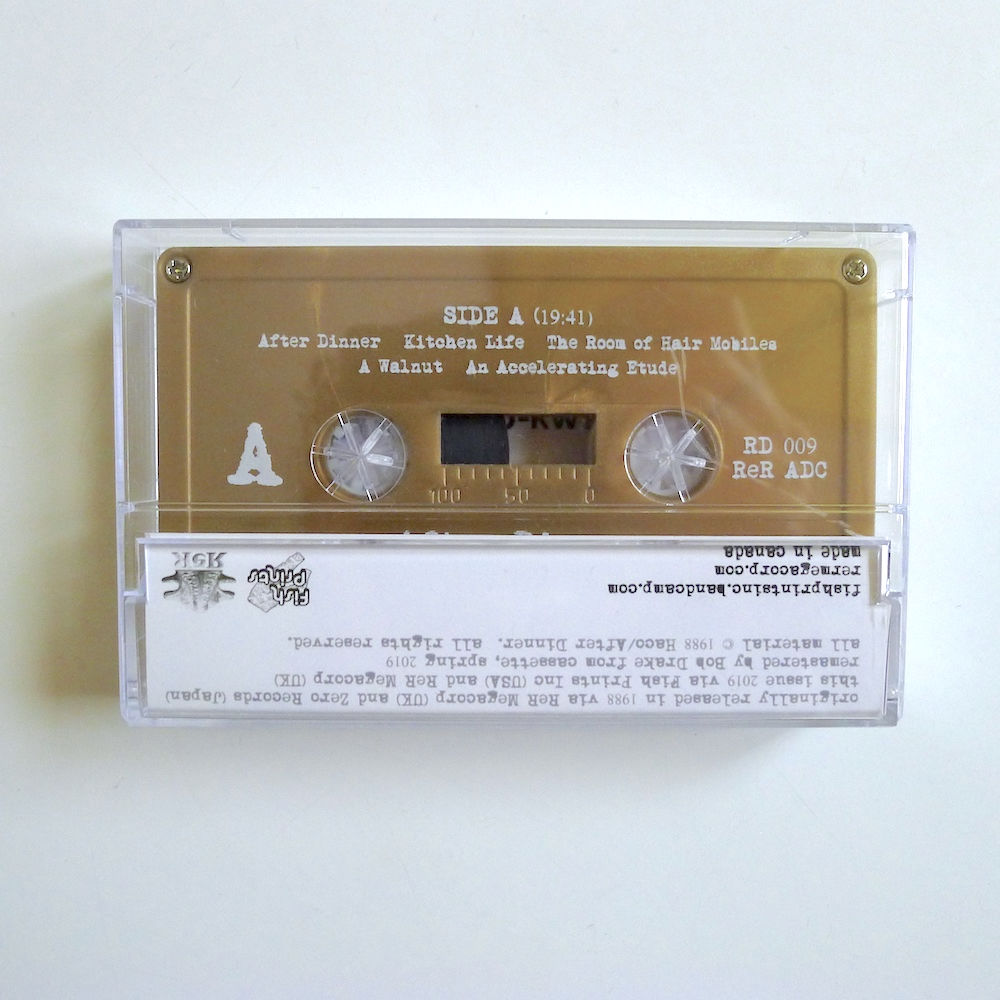 SIDE A (19:41)
After Dinner Kitchen Life The Room of Hair Mobiles
A Walnut An Accelerating Etude
A
100 50 0
RD 009
ReR ADC
originally released in 1988 via ReR Megacorp (UK) and Zero Records (Japan)
this issue 2019 via Fish Prints Inc (USA) and ReR Megacorp (UK)
remastered by Bob Drake from cassette, spring 2019
all material © 1988 Haco/After Dinner. all rights reserved.
fishprintsinc.bandcamp.com
rermegacorp.com
made in canada
Fish
Prints
ReR